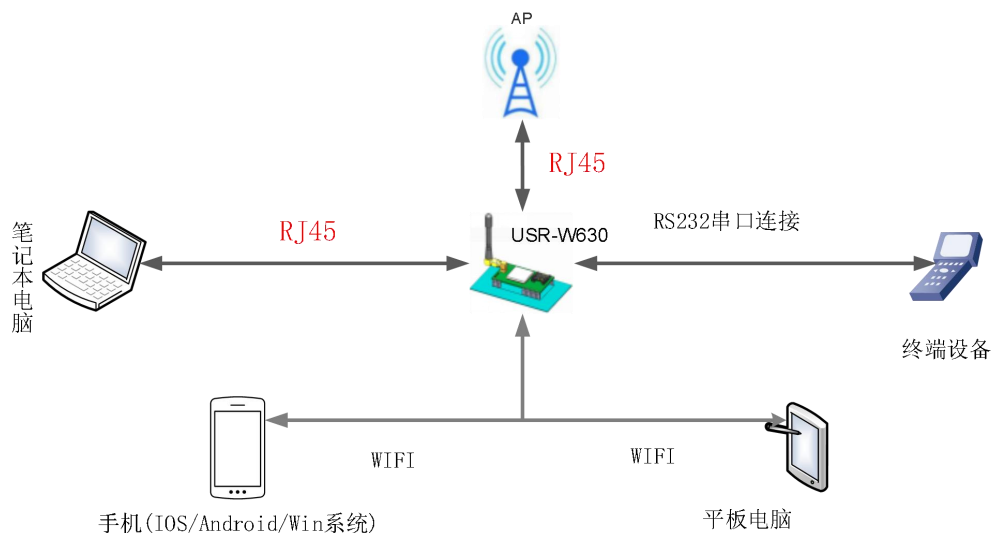 AP
RJ45
RJ45
USR-W630
RS232串口连接
笔记本电脑
终端设备
WIFI
WIFI
手机(IOS/Android/Win系统)
平板电脑